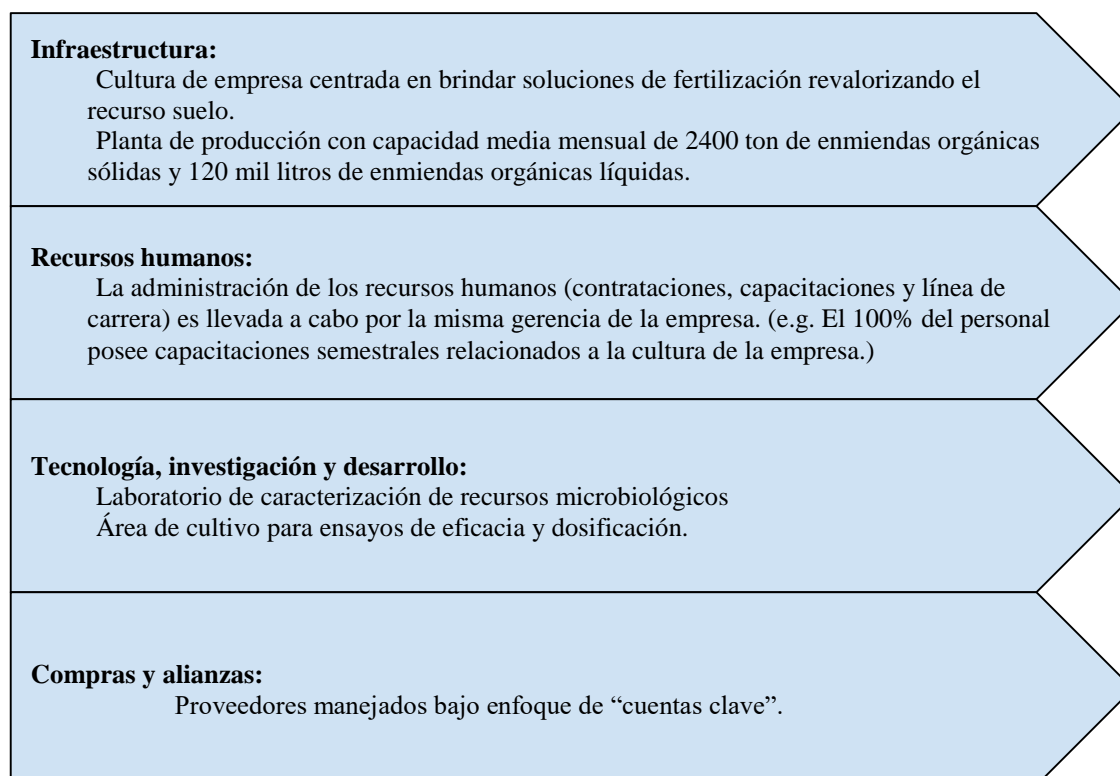 Infraestructura:
Cultura de empresa centrada en brindar soluciones de fertilización revalorizando el
recurso suelo.
Planta de producción con capacidad media mensual de 2400 ton de enmiendas orgánicas
sólidas y 120 mil litros de enmiendas orgánicas líquidas.
Recursos humanos:
La administración de los recursos humanos (contrataciones, capacitaciones y línea de
carrera) es llevada a cabo por la misma gerencia de la empresa. (e.g. El 100% del personal
posee capacitaciones semestrales relacionados a la cultura de la empresa.)
Tecnología, investigación y desarrollo:
Laboratorio de caracterización de recursos microbiológicos
Área de cultivo para ensayos de eficacia y dosificación.
Compras y alianzas:
Proveedores manejados bajo enfoque de “cuentas clave”.